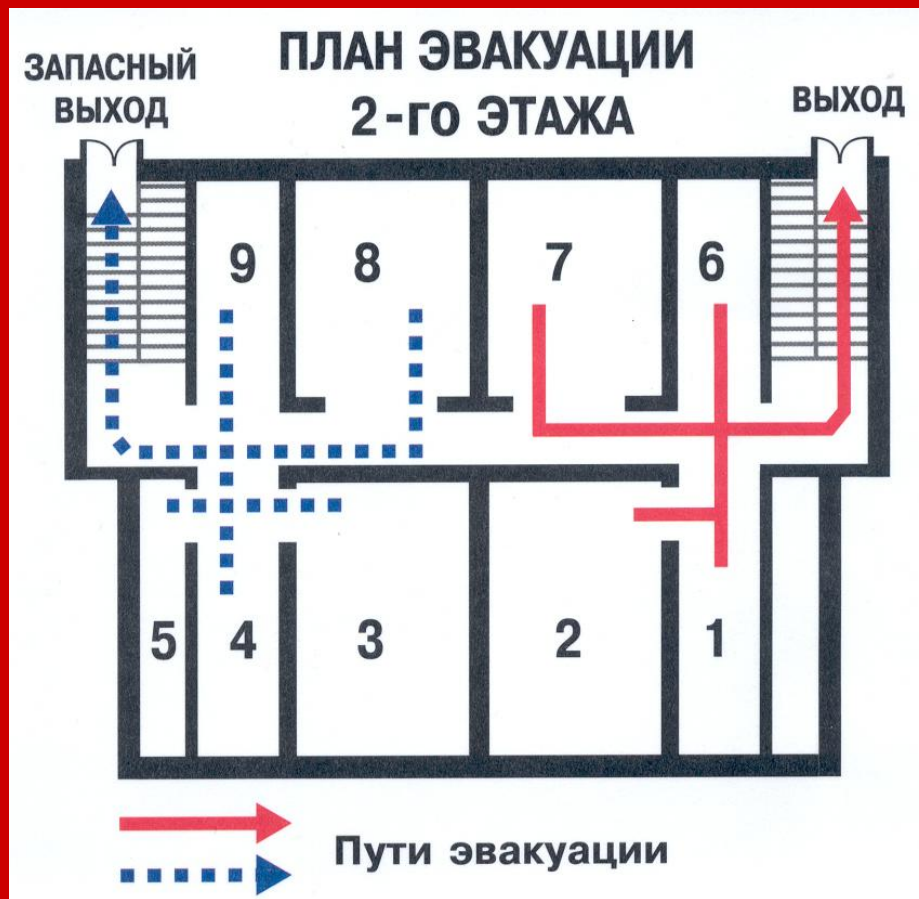 ПЛАН ЭВАКУАЦИИ
2-го ЭТАЖА
ЗАПАСНЫЙ
ВЫХОД
ВЫХОД
9 8 7 6
5 4 3 2 1
Пути эвакуации